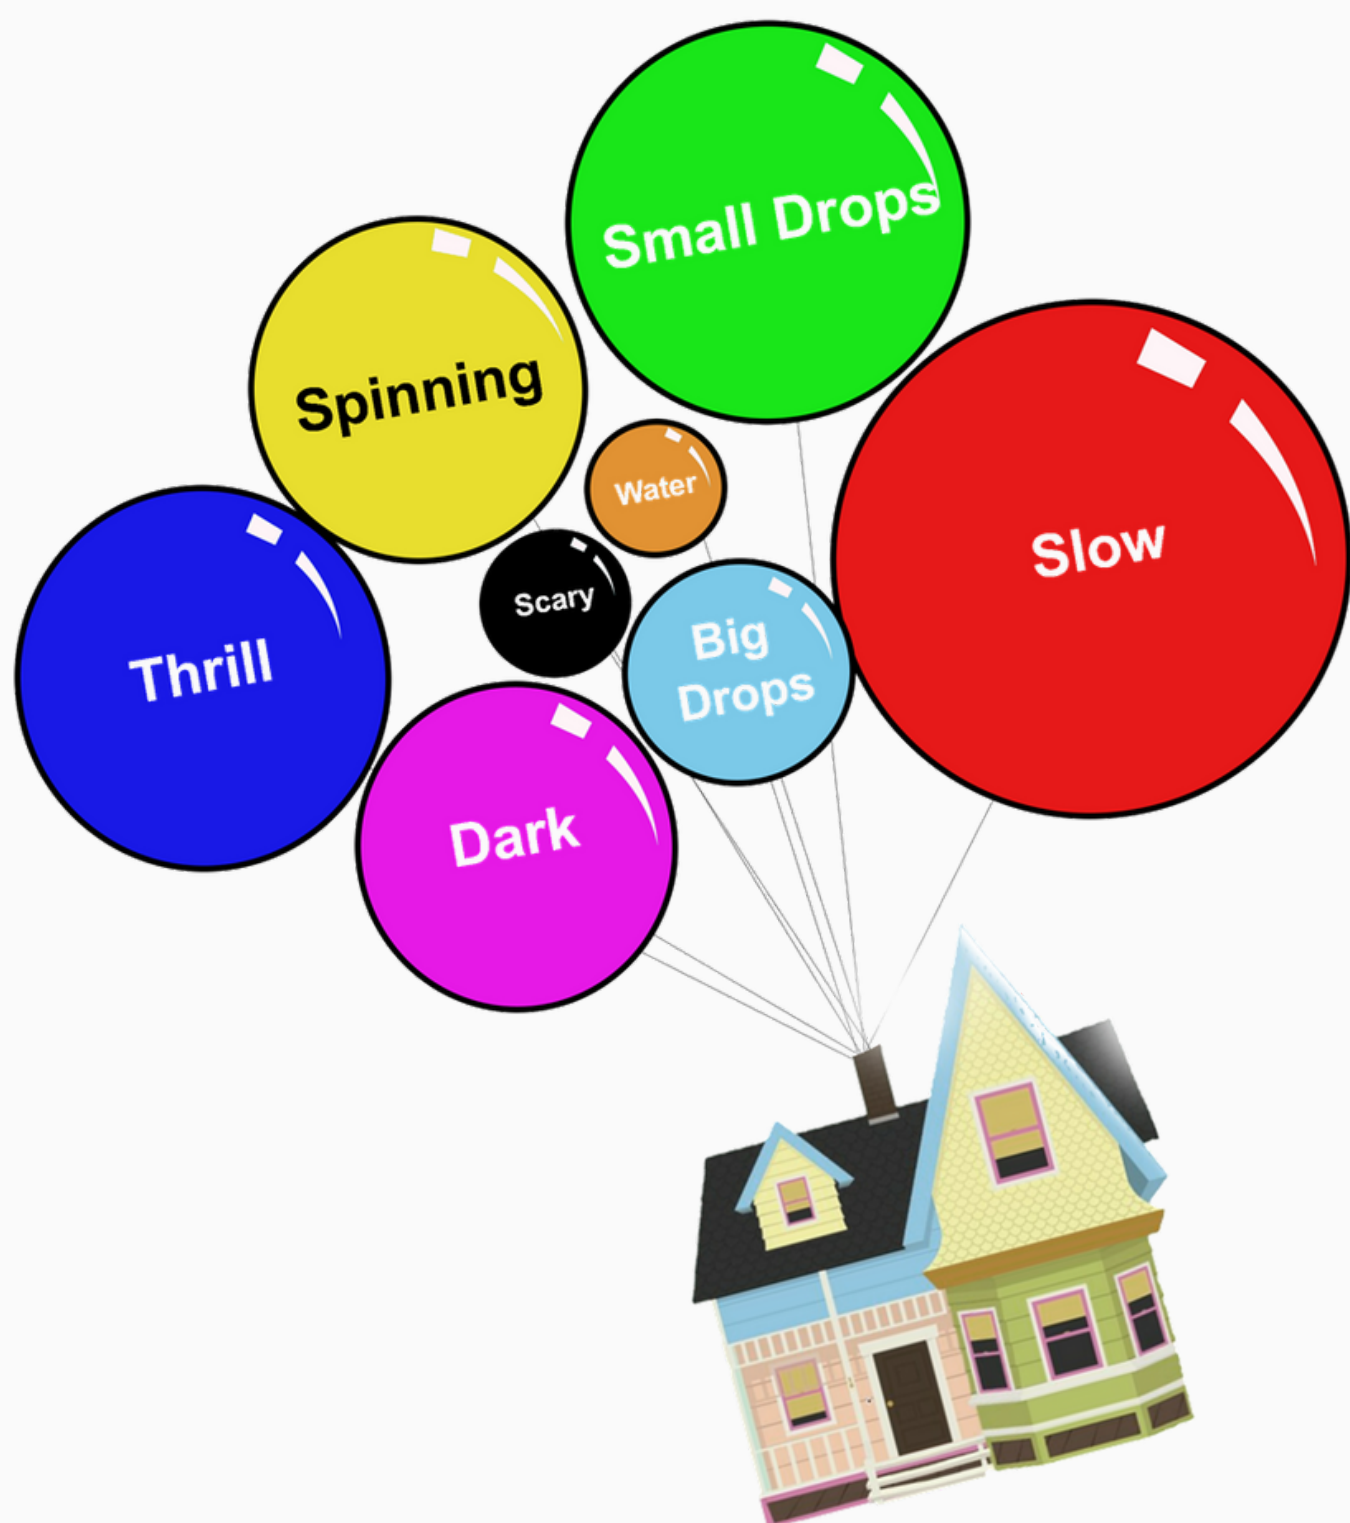 Small Drops
Spinning
Water
Slow
Scary
Big
Drops
Thrill
Dark